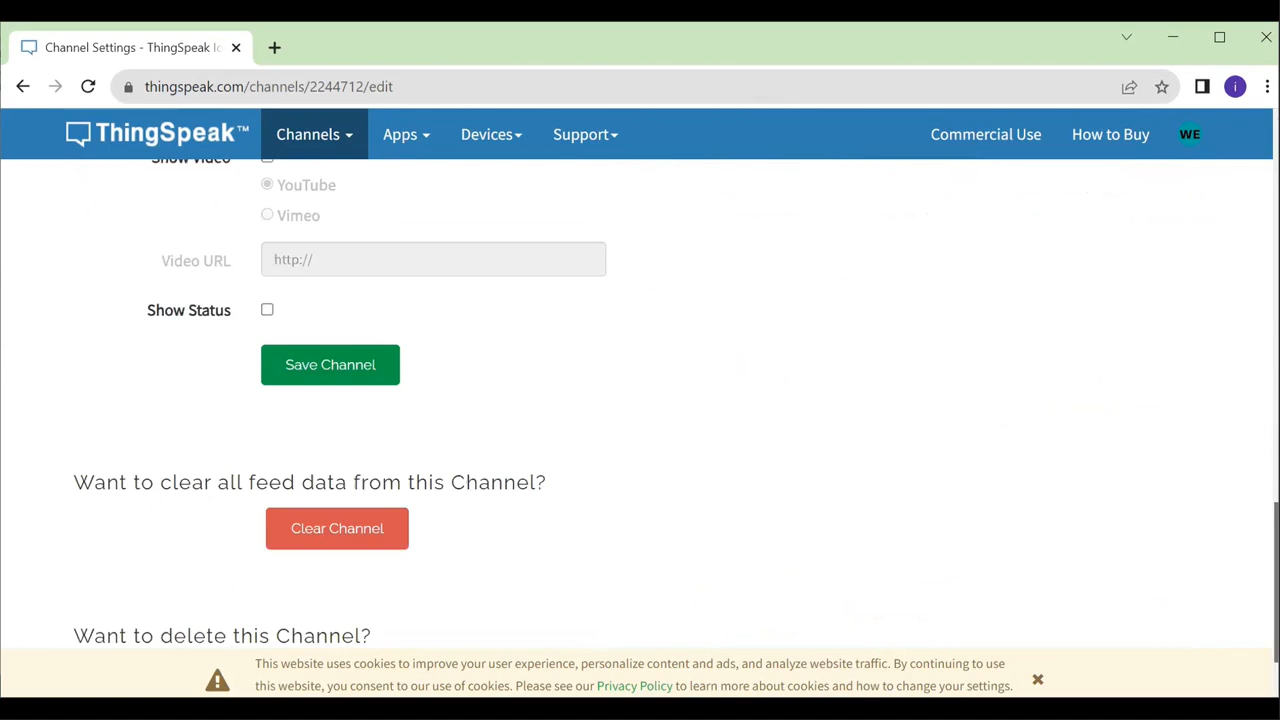 Channel Settings - ThingSpeak Io
thingspeak.com/channels/2244712/edit
i
ThingSpeak™ Channels Apps Devices Support Commercial Use How to Buy WE
Show Video
YouTube
Vimeo
Video URL http://
Show Status
Save Channel
Want to clear all feed data from this Channel?
Clear Channel
Want to delete this Channel?
This website uses cookies to improve your user experience, personalize content and ads, and analyze website traffic. By continuing to use
this website, you consent to our use of cookies. Please see our Privacy Policy to learn more about cookies and how to change your settings.